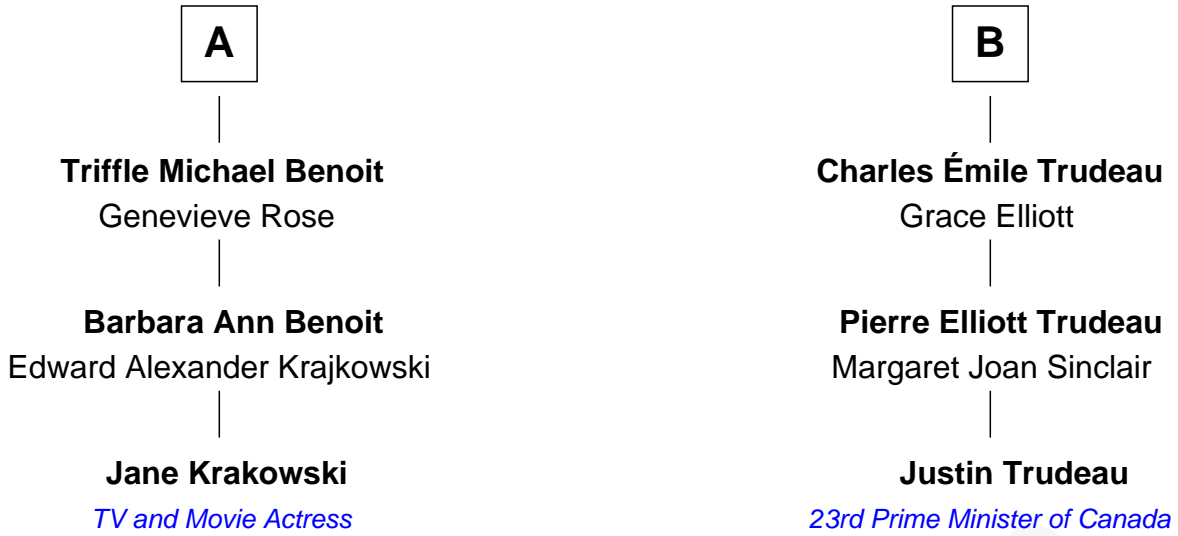 A
Triffle Michael Benoit
Genevieve Rose
Barbara Ann Benoit
Edward Alexander Krajkowski
Jane Krakowski
TV and Movie Actress
B
Charles Émile Trudeau
Grace Elliott
Pierre Elliott Trudeau
Margaret Joan Sinclair
Justin Trudeau
23rd Prime Minister of Canada